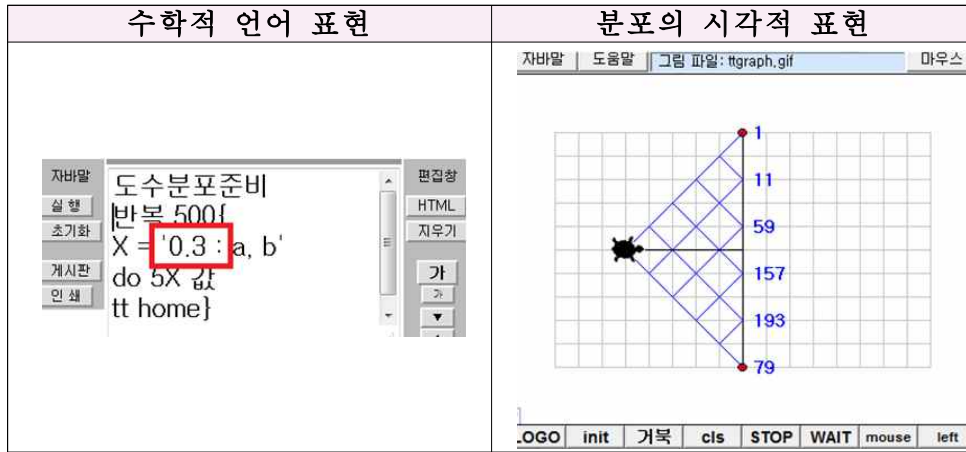 수학적 언어 표현
분포의 시각적 표현
자바말
실 행
초기화
게시판
인 쇄
도수분포준비
반복 500{
X = '0.3 : a, b'
do 5X 값
tt home}
편집창
HTML
지우기
가
가
▼
자바말 도움말 그림 파일: ttgraph.gif 마우스
1
11
59
157
193
79
LOGO init 거북 cls STOP WAIT mouse left